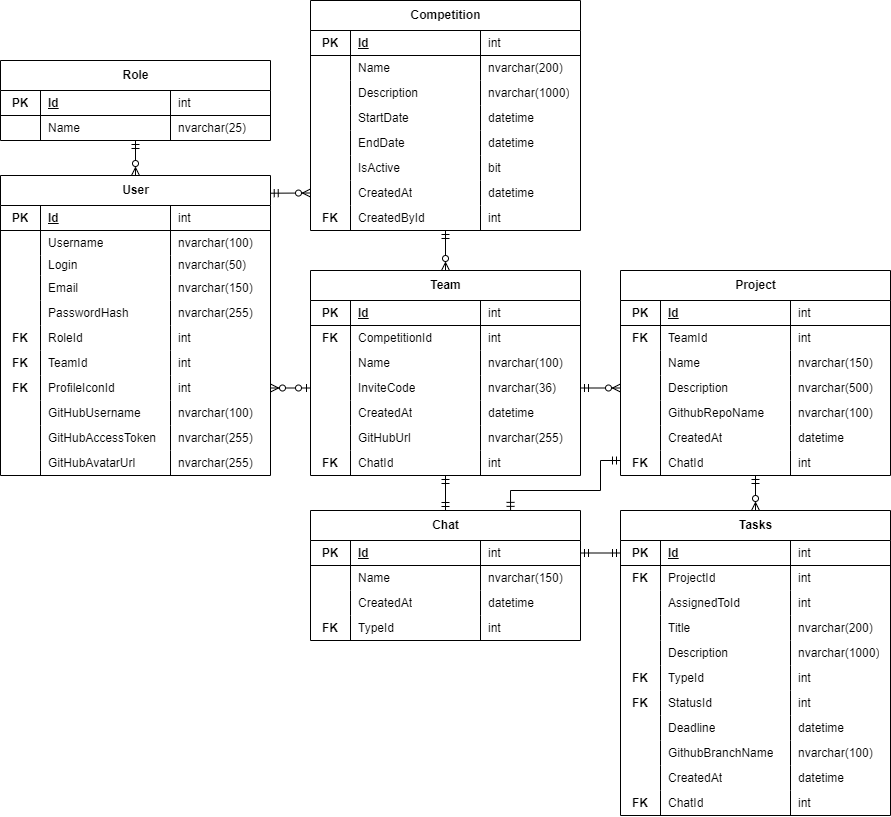 Competition
PK Id int
Name nvarchar(200)
Description nvarchar(1000)
StartDate datetime
EndDate datetime
IsActive bit
CreatedAt datetime
FK CreatedById int
Role
PK Id int
Name nvarchar(25)
User
PK Id int
Username nvarchar(100)
Login nvarchar(50)
Email nvarchar(150)
PasswordHash nvarchar(255)
FK RoleId int
FK TeamId int
FK ProfileIconId int
GitHubUsername nvarchar(100)
GitHubAccessToken nvarchar(255)
GitHubAvatarUrl nvarchar(255)
Team
PK Id int
FK CompetitionId int
Name nvarchar(100)
InviteCode nvarchar(36)
CreatedAt datetime
GitHubUrl nvarchar(255)
FK ChatId int
Project
PK Id int
FK TeamId int
Name nvarchar(150)
Description nvarchar(500)
GithubRepoName nvarchar(100)
CreatedAt datetime
FK ChatId int
Chat
PK Id int
Name nvarchar(150)
CreatedAt datetime
FK TypeId int
Tasks
PK Id int
FK ProjectId int
AssignedToId int
Title nvarchar(200)
Description nvarchar(1000)
FK TypeId int
FK StatusId int
Deadline datetime
GithubBranchName nvarchar(100)
CreatedAt datetime
FK ChatId int